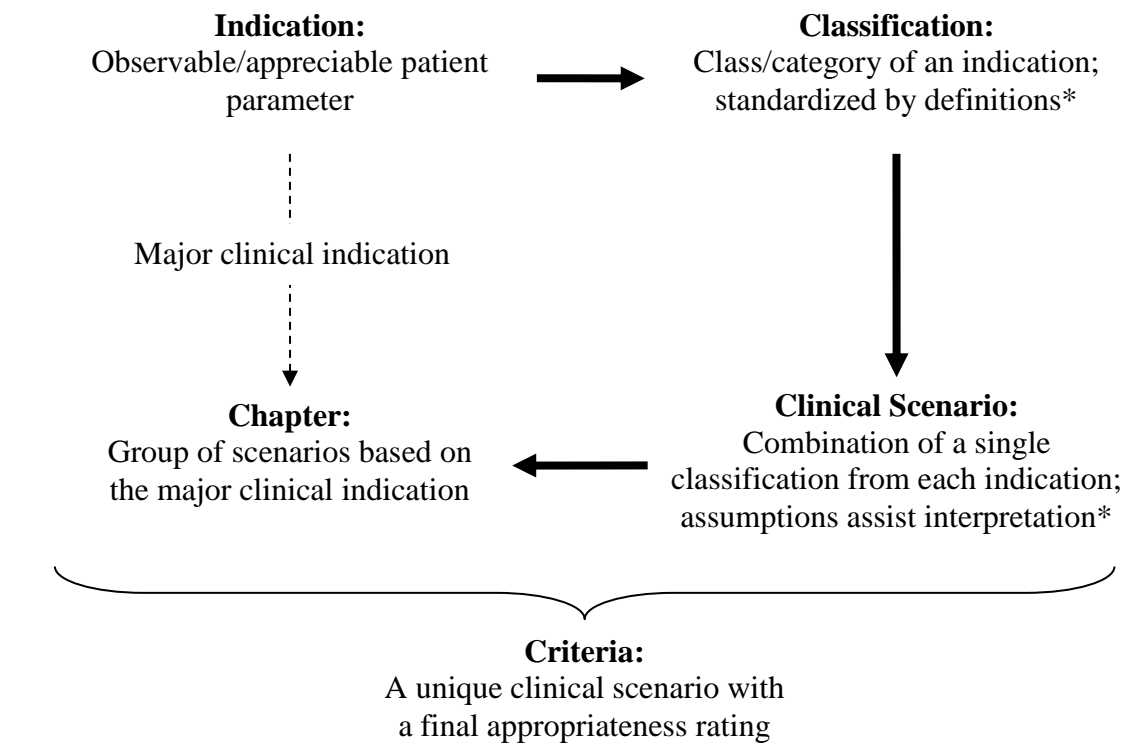 Indication:
Observable/appreciable patient
parameter
Classification:
Class/category of an indication;
standardized by definitions*
Major clinical indication
Chapter:
Group of scenarios based on
the major clinical indication
Clinical Scenario:
Combination of a single
classification from each indication;
assumptions assist interpretation*
Criteria:
A unique clinical scenario with
a final appropriateness rating